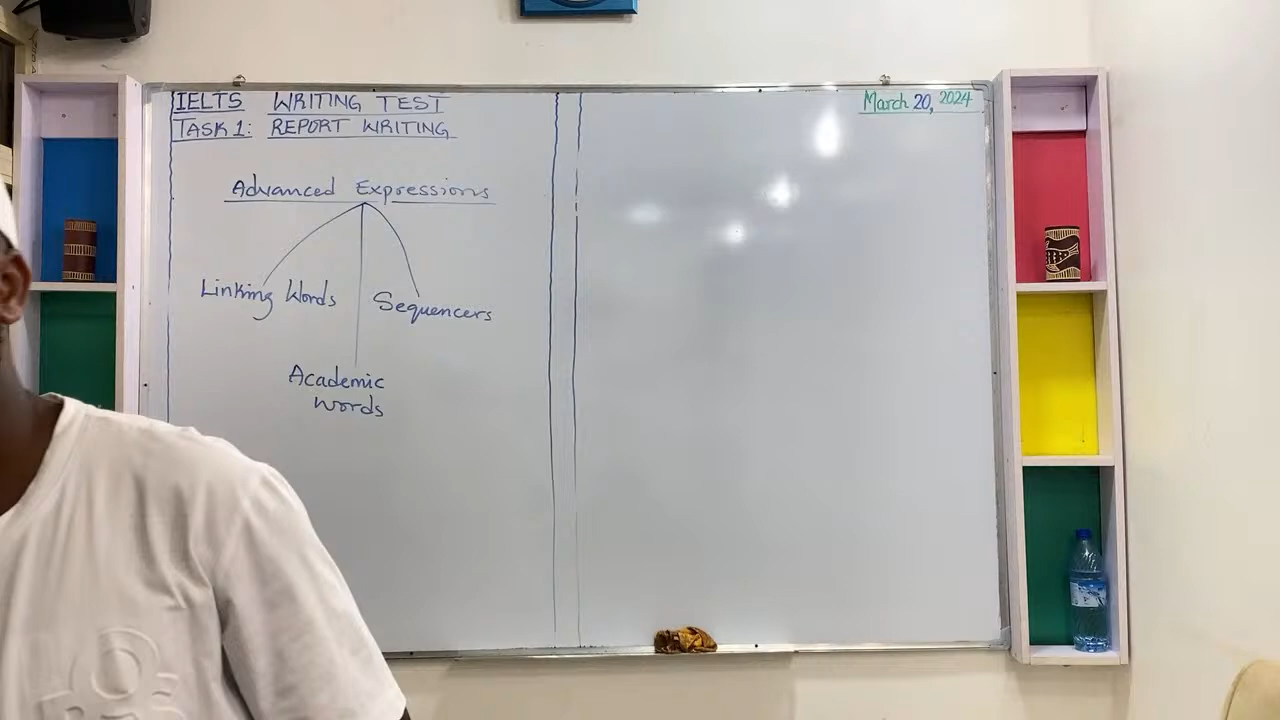 IELTS WRITING TEST
TASK 1: REPORT WRITING
March 20, 2024
Advanced Expressions
Linking Words
Sequencers
Academic
Words